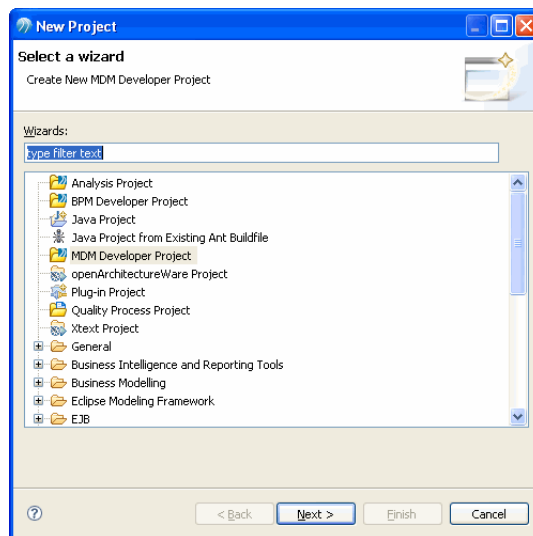 New Project
Select a wizard
Create New MDM Developer Project
Wizards:
type filter text
Analysis Project
BPM Developer Project
Java Project
Java Project from Existing Ant Buildfile
MDM Developer Project
openArchitectureWare Project
Plug-in Project
Quality Process Project
Xtext Project
General
Business Intelligence and Reporting Tools
Business Modelling
Eclipse Modeling Framework
EJB
? < Back Next > Finish Cancel